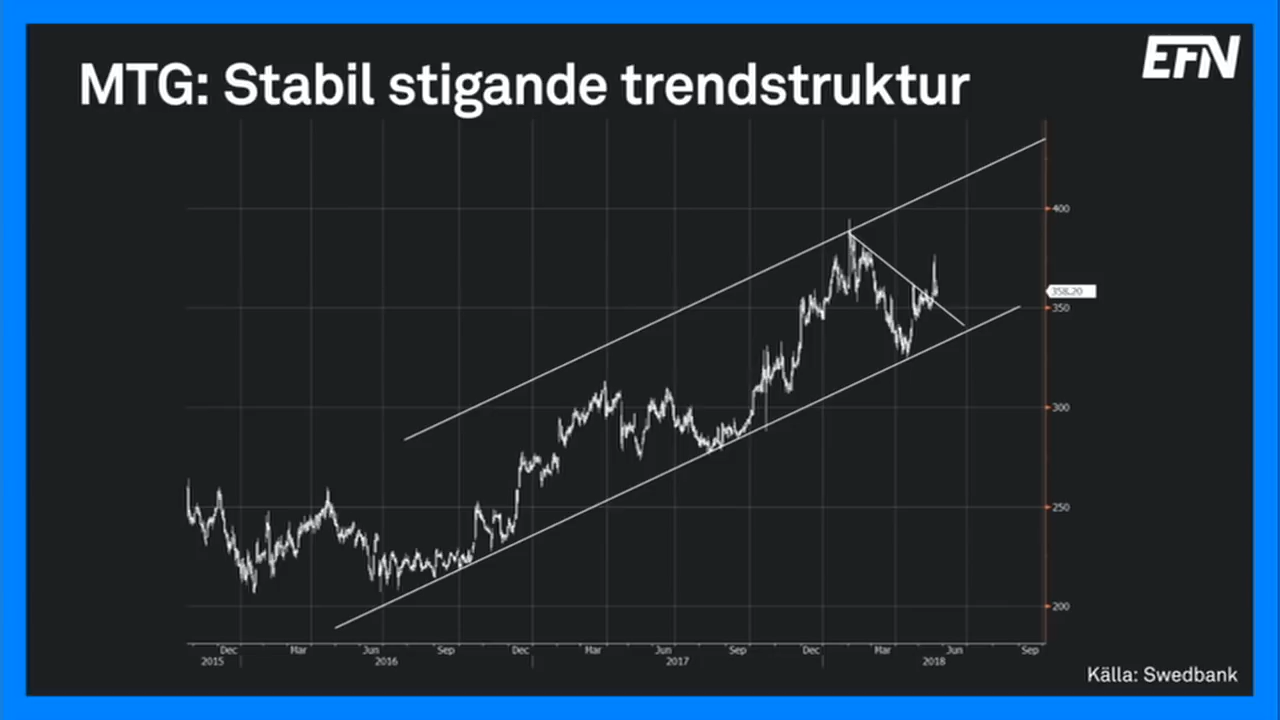 EFN
MTG: Stabil stigande trendstruktur
400
358.20
350
300
250
200
Dec Mar Jun Sep Dec Mar Jun Sep Dec Mar Jun Sep
2015 2016 2017 2018
Källa: Swedbank